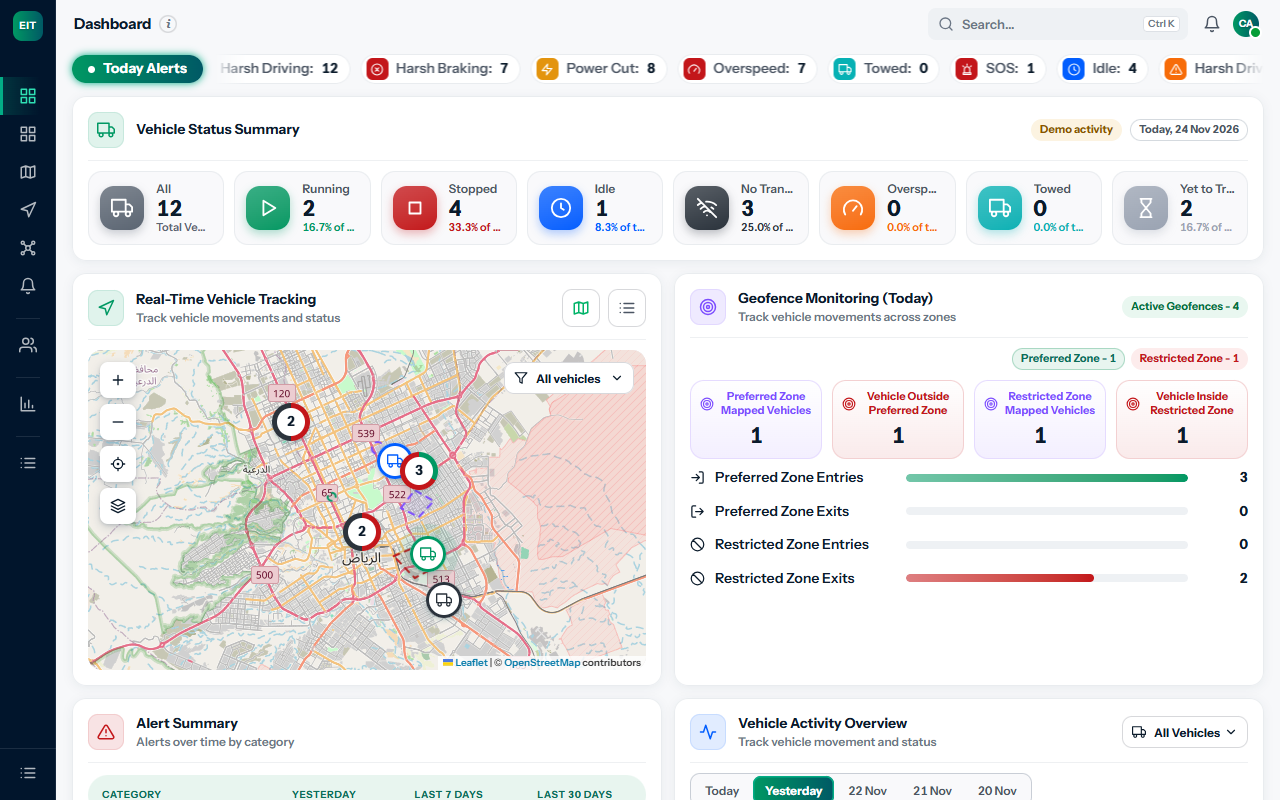 EIT
Dashboard
i
Search...
Ctrl K
CA
Today Alerts
Harsh Driving: 12
Harsh Braking: 7
Power Cut: 8
Overspeed: 7
Towed: 0
SOS: 1
Idle: 4
Harsh Driv
Vehicle Status Summary
Demo activity
Today, 24 Nov 2026
All
12
Total Ve...
Running
2
16.7% of ...
Stopped
4
33.3% of ...
Idle
1
8.3% of t...
No Tran...
3
25.0% of ...
Oversp...
0
0.0% of t...
Towed
0
0.0% of t...
Yet to Tr...
2
16.7% of ...
Real-Time Vehicle Tracking
Track vehicle movements and status
+
−
All vehicles
محافظة
الدرعية
120
2
539
3
الدرعية
65
522
2
الرياض
513
500
Leaflet | © OpenStreetMap contributors
Geofence Monitoring (Today)
Track vehicle movements across zones
Active Geofences - 4
Preferred Zone - 1
Restricted Zone - 1
Preferred Zone
Mapped Vehicles
1
Vehicle Outside
Preferred Zone
1
Restricted Zone
Mapped Vehicles
1
Vehicle Inside
Restricted Zone
1
Preferred Zone Entries 3
Preferred Zone Exits 0
Restricted Zone Entries 0
Restricted Zone Exits 2
Alert Summary
Alerts over time by category
CATEGORY YESTERDAY LAST 7 DAYS LAST 30 DAYS
Vehicle Activity Overview
Track vehicle movement and status
All Vehicles
Today Yesterday 22 Nov 21 Nov 20 Nov